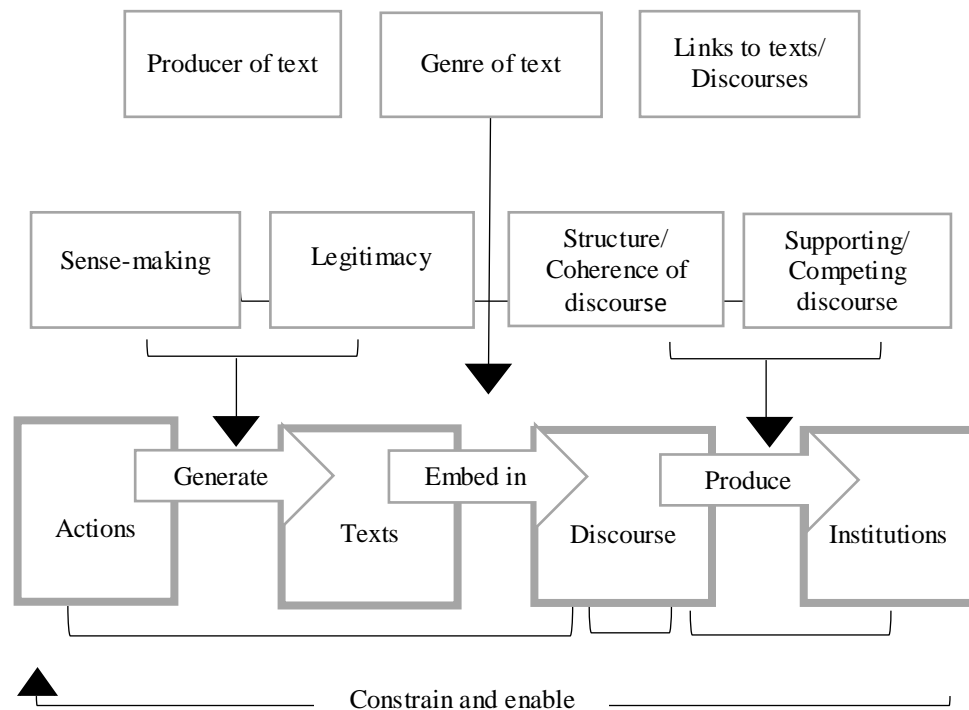 Producer of text
Genre of text
Links to texts/
Discourses
Sense-making
Legitimacy
Structure/
Coherence of
discourse
Supporting/
Competing
discourse
Generate
Embed in
Produce
Actions
Texts
Discourse
Institutions
Constrain and enable